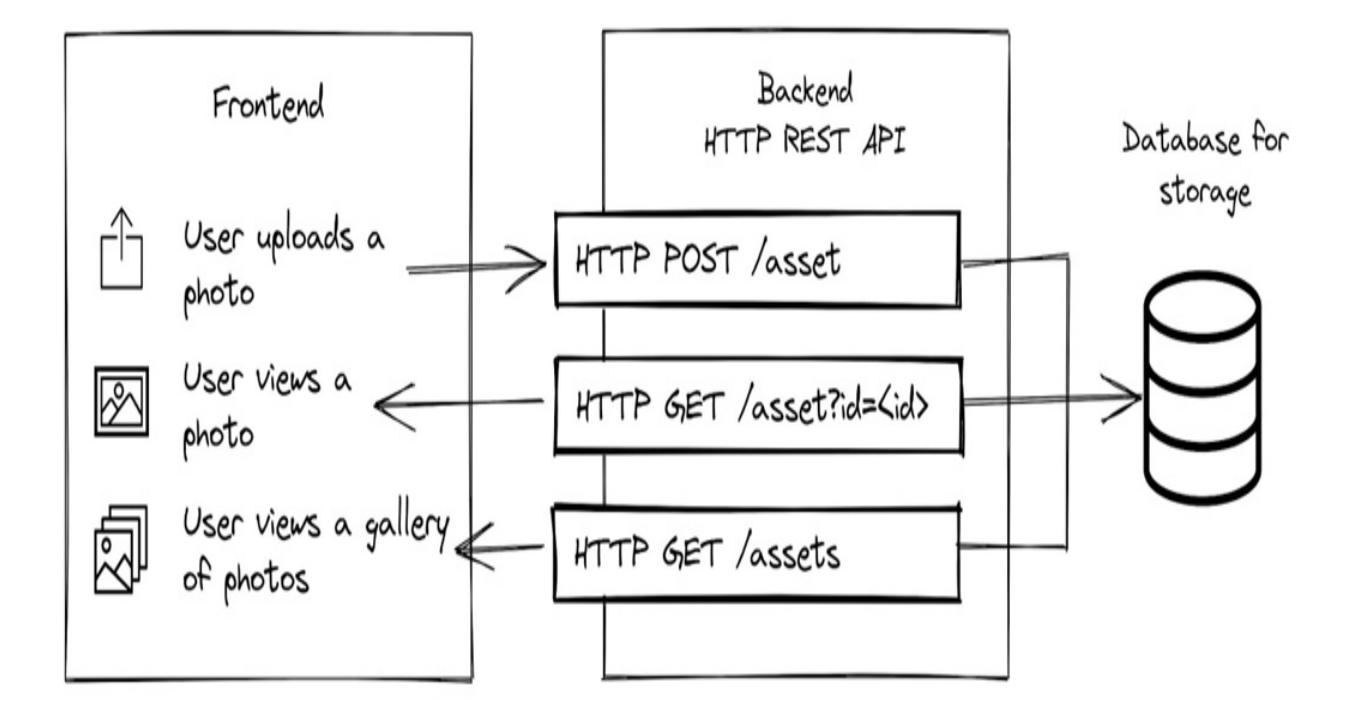 Frontend
User uploads a
photo
User views a
photo
User views a gallery
of photos
Backend
HTTP REST API
HTTP POST /asset
HTTP GET /asset?id=<id>
HTTP GET /assets
Database for
storage